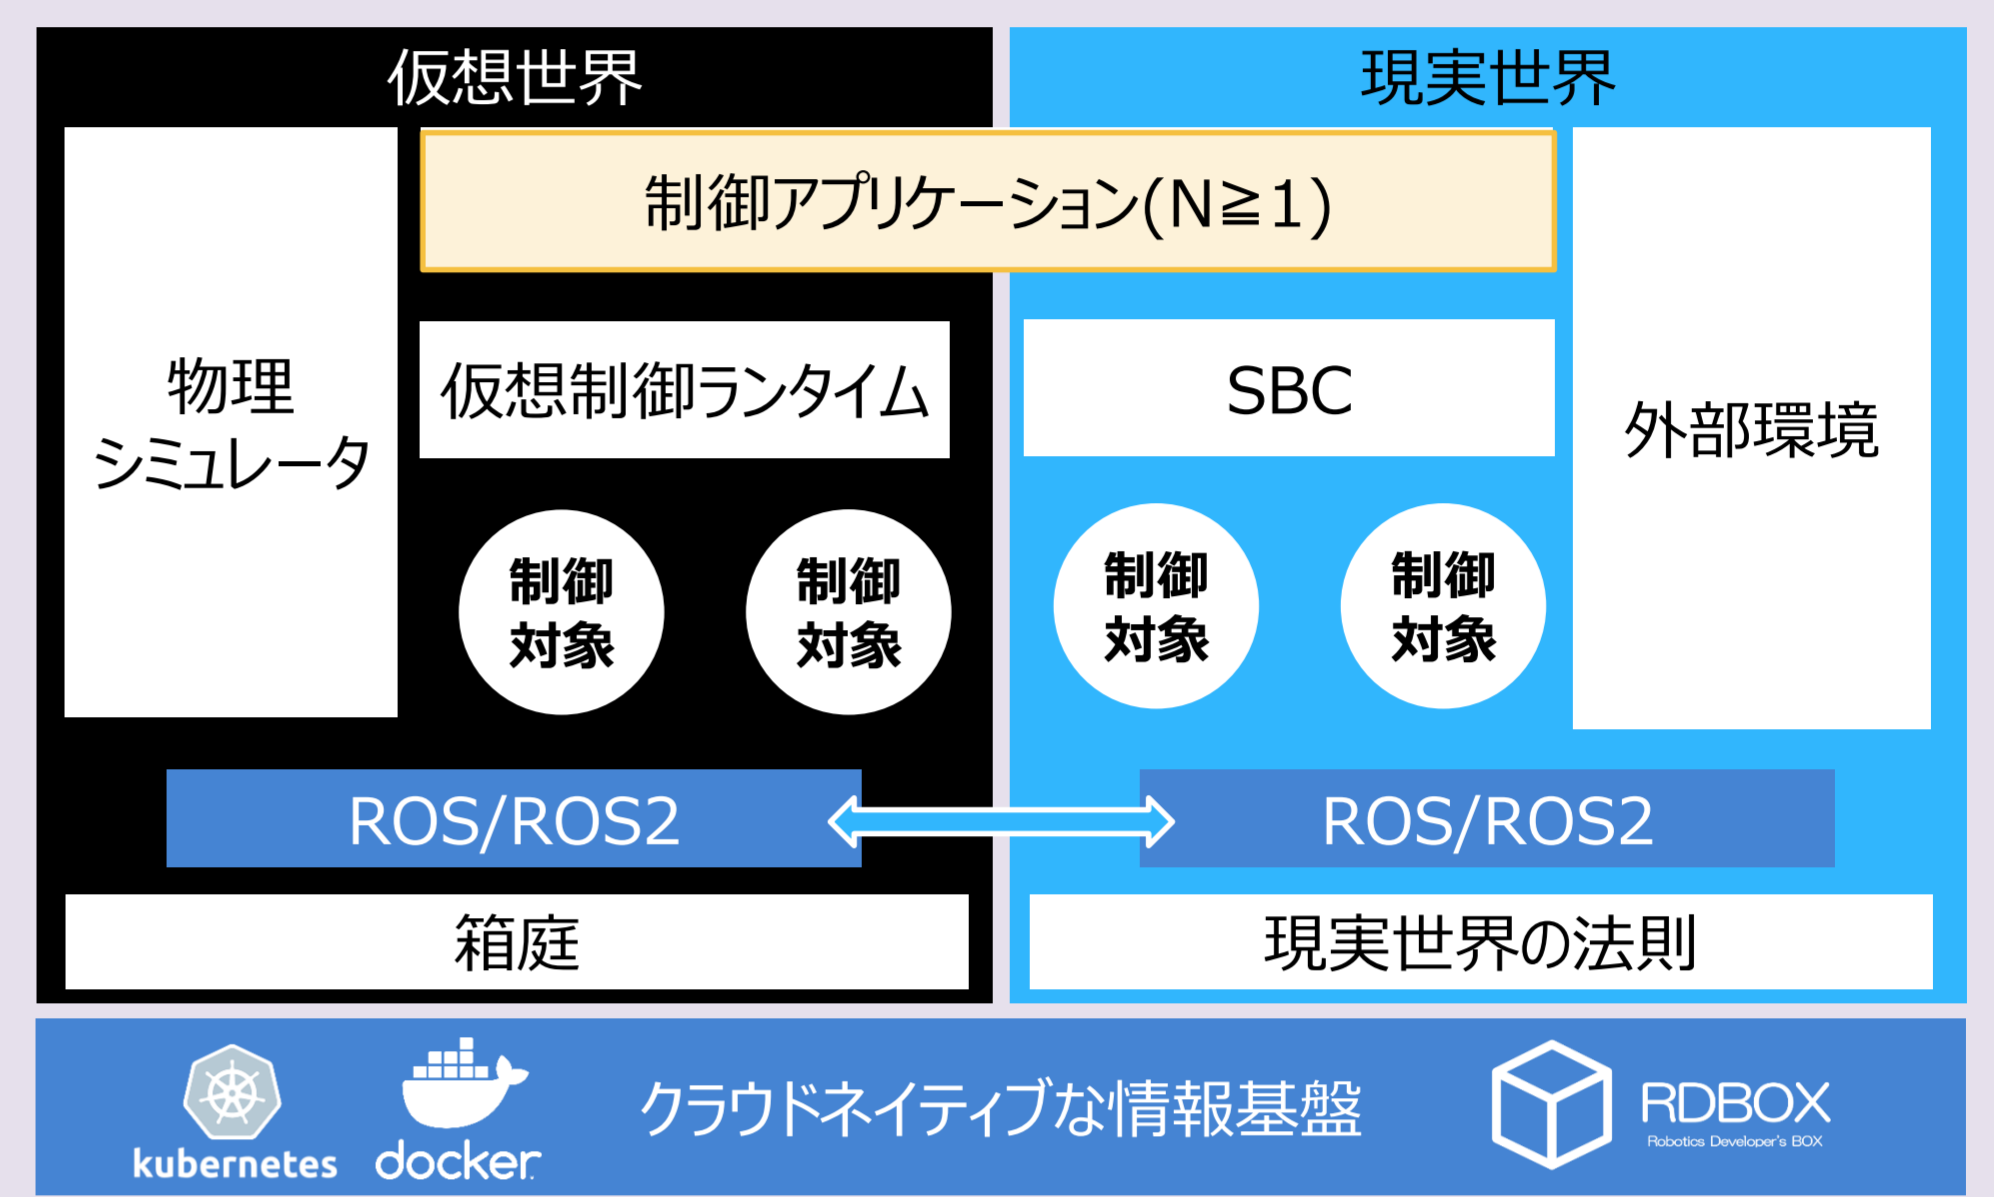 仮想世界
現実世界
制御アプリケーション(N≧1)
物理
シミュレータ
仮想制御ランタイム
SBC
外部環境
制御
対象
制御
対象
制御
対象
制御
対象
ROS/ROS2
ROS/ROS2
箱庭
現実世界の法則
kubernetes
docker
クラウドネイティブな情報基盤
RDBOX
Robotics Developer's BOX